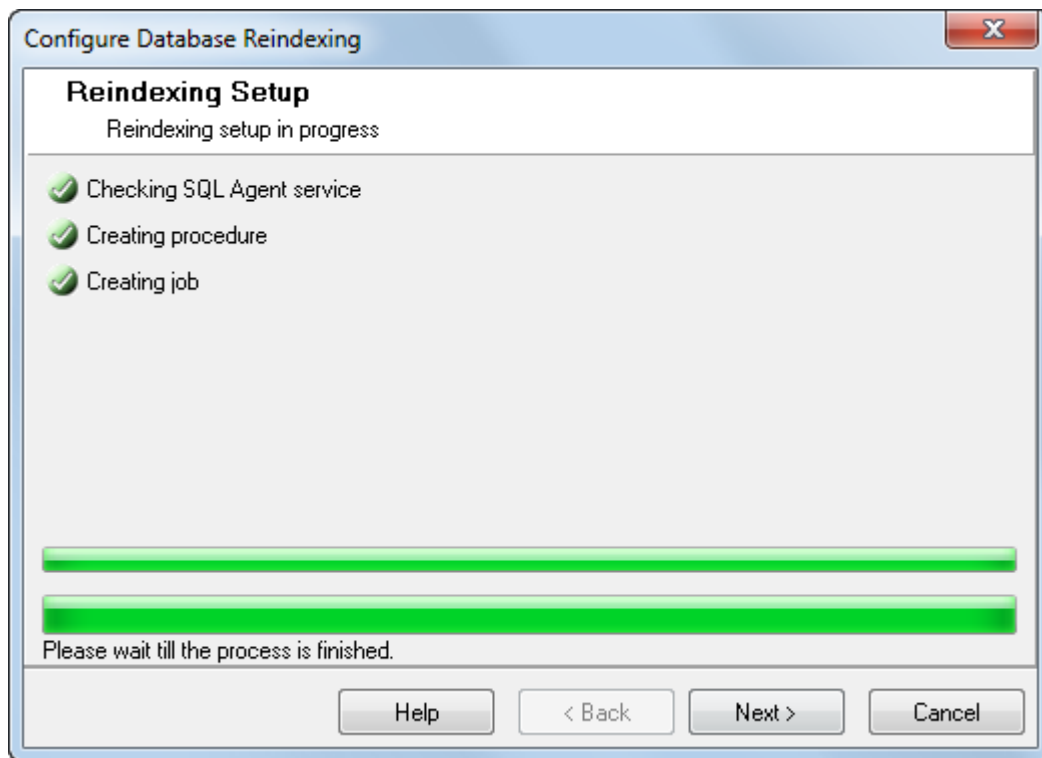 Configure Database Reindexing
Reindexing Setup
Reindexing setup in progress
Checking SQL Agent service
Creating procedure
Creating job
Please wait till the process is finished.
Help
< Back
Next >
Cancel